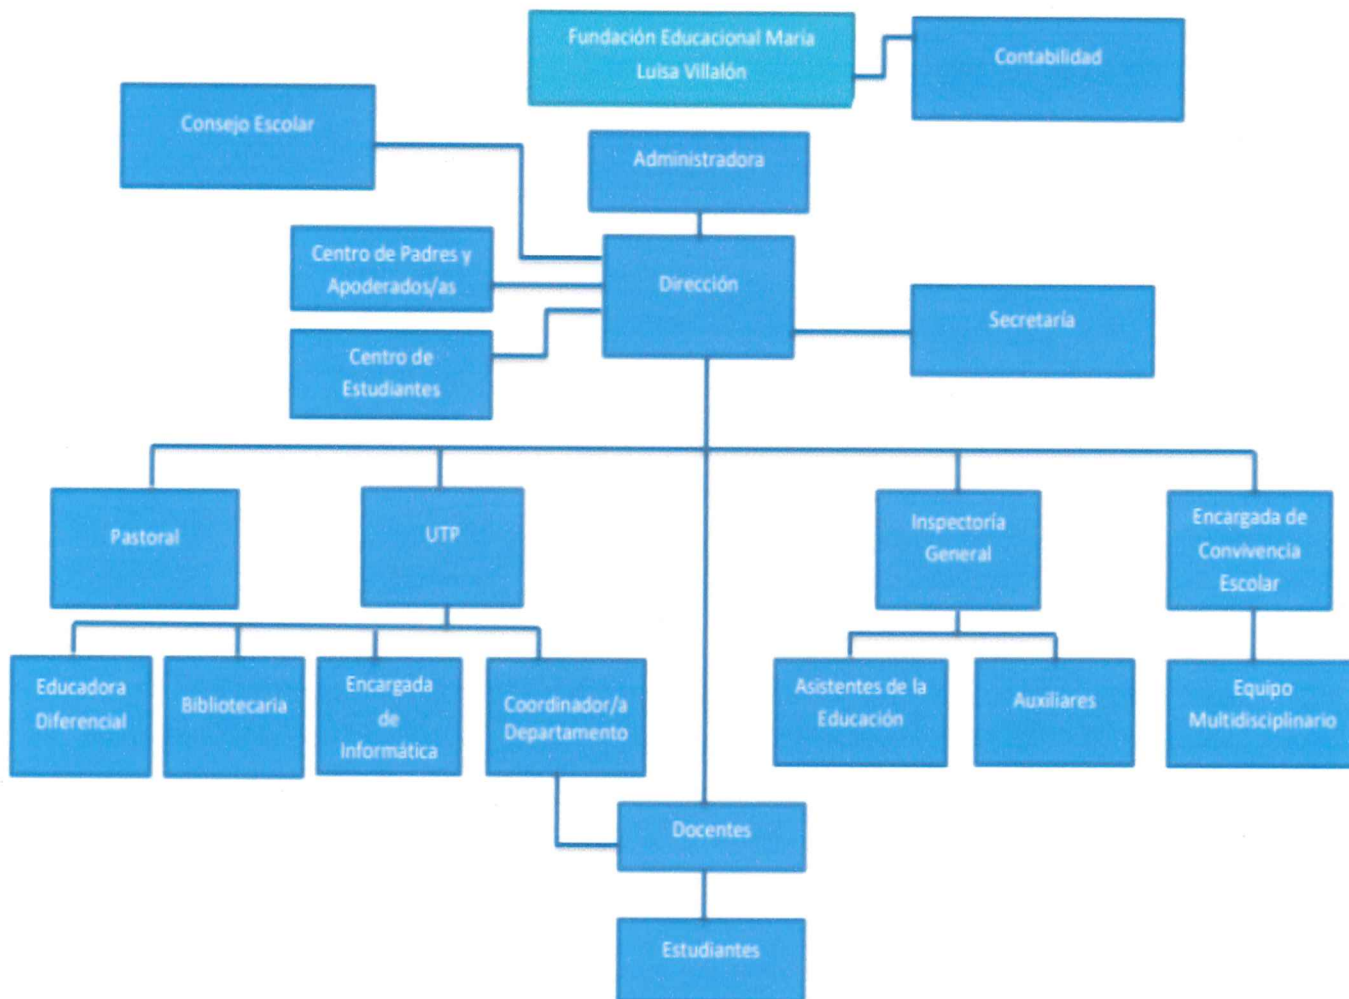 Fundación Educacional María
Luisa Villalón
Contabilidad
Consejo Escolar
Administradora
Centro de Padres y
Apoderados/as
Dirección
Secretaría
Centro de
Estudiantes
Pastoral
UTP
Inspectoría
General
Encargada de
Convivencia
Escolar
Educadora
Diferencial
Bibliotecaria
Encargada
de
Informática
Coordinador/a
Departamento
Asistentes de la
Educación
Auxiliares
Equipo
Multidisciplinario
Docentes
Estudiantes